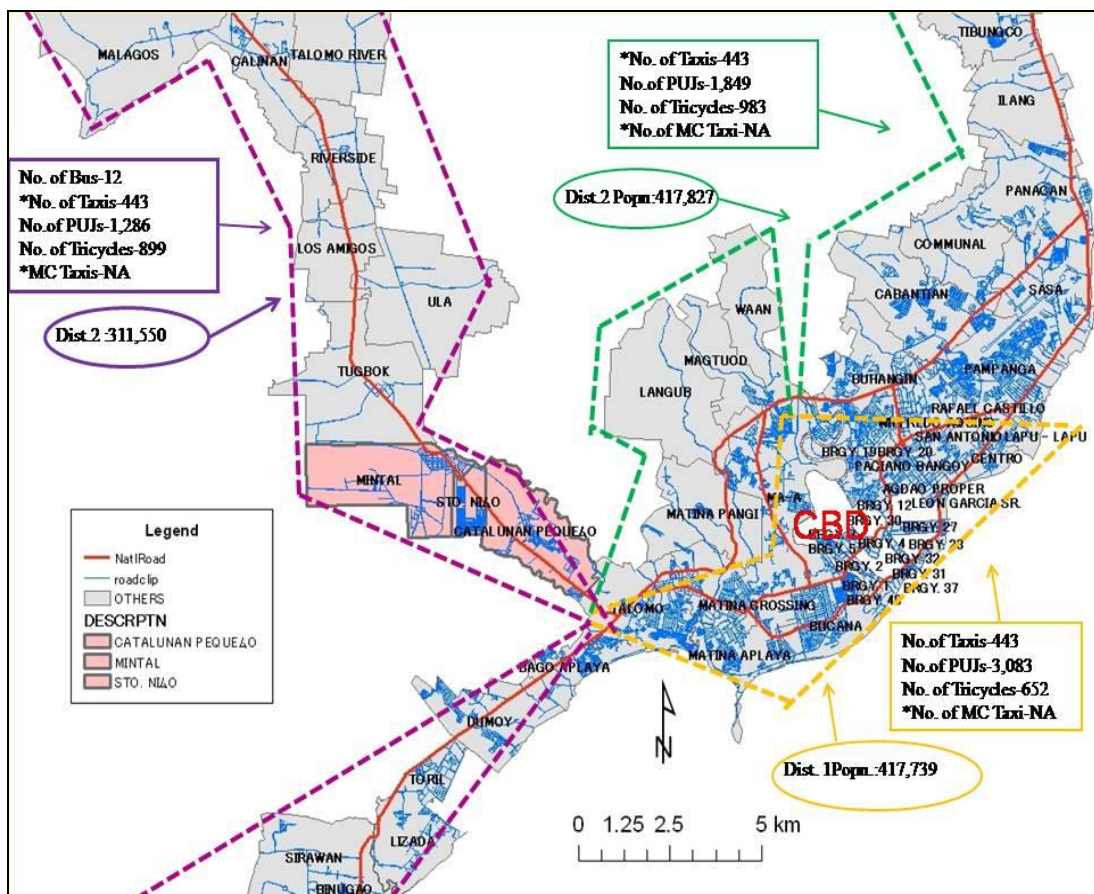 MALAGOS
CALINAN
TALOMO RIVER
RIVERSIDE
LOS AMIGOS
ULA
TUGBOK
MINTAL
STO. NIÐO
CATALUNAN PEQUEÐO
No. of Bus-12
*No. of Taxis-443
No.of PUJs-1,286
No. of Tricycles-899
*MC Taxis-NA
Dist.2 :311,550
*No. of Taxis-443
No.of PUJs-1,849
No. of Tricycles-983
*No.of MC Taxi-NA
Dist.2 Popn:417,827
TIBUNGCO
ILANG
PANACAN
COMMUNAL
CABANTIAN
SASA
WAAN
MAGTUOD
LANGUB
BUHANGIN
PAMPANGA
RAFAEL CASTILLO
SAN ANTONIO LAPU - LAPU
BRGY. 19 BRGY. 20
CENTRO
PACIANO BANGOY
AGDAO PROPER
MA-A
BRGY. 12
LEON GARCIA SR.
MATINA PANGI
CBD
BRGY. 30
BRGY. 27
BRGY. 5
BRGY. 4
BRGY. 23
BRGY. 2
BRGY. 32
BRGY. 31
BRGY. 1
BRGY. 37
TALOMO
MATINA CROSSING
BUCANA
MATINA APLAYA
BAGO APLAYA
DUMOY
TORIL
LIZADA
SIRAWAN
BINUGAO
No.of Taxis-443
No. of PUJs-3,083
No. of Tricycles-652
*No. of MC Taxi-NA
Dist. 1Popn.:417,739
Legend
NatlRoad
roadclip
OTHERS
DESCRPTN
CATALUNAN PEQUEÐO
MINTAL
STO. NIÐO
N
0 1.25 2.5 5 km